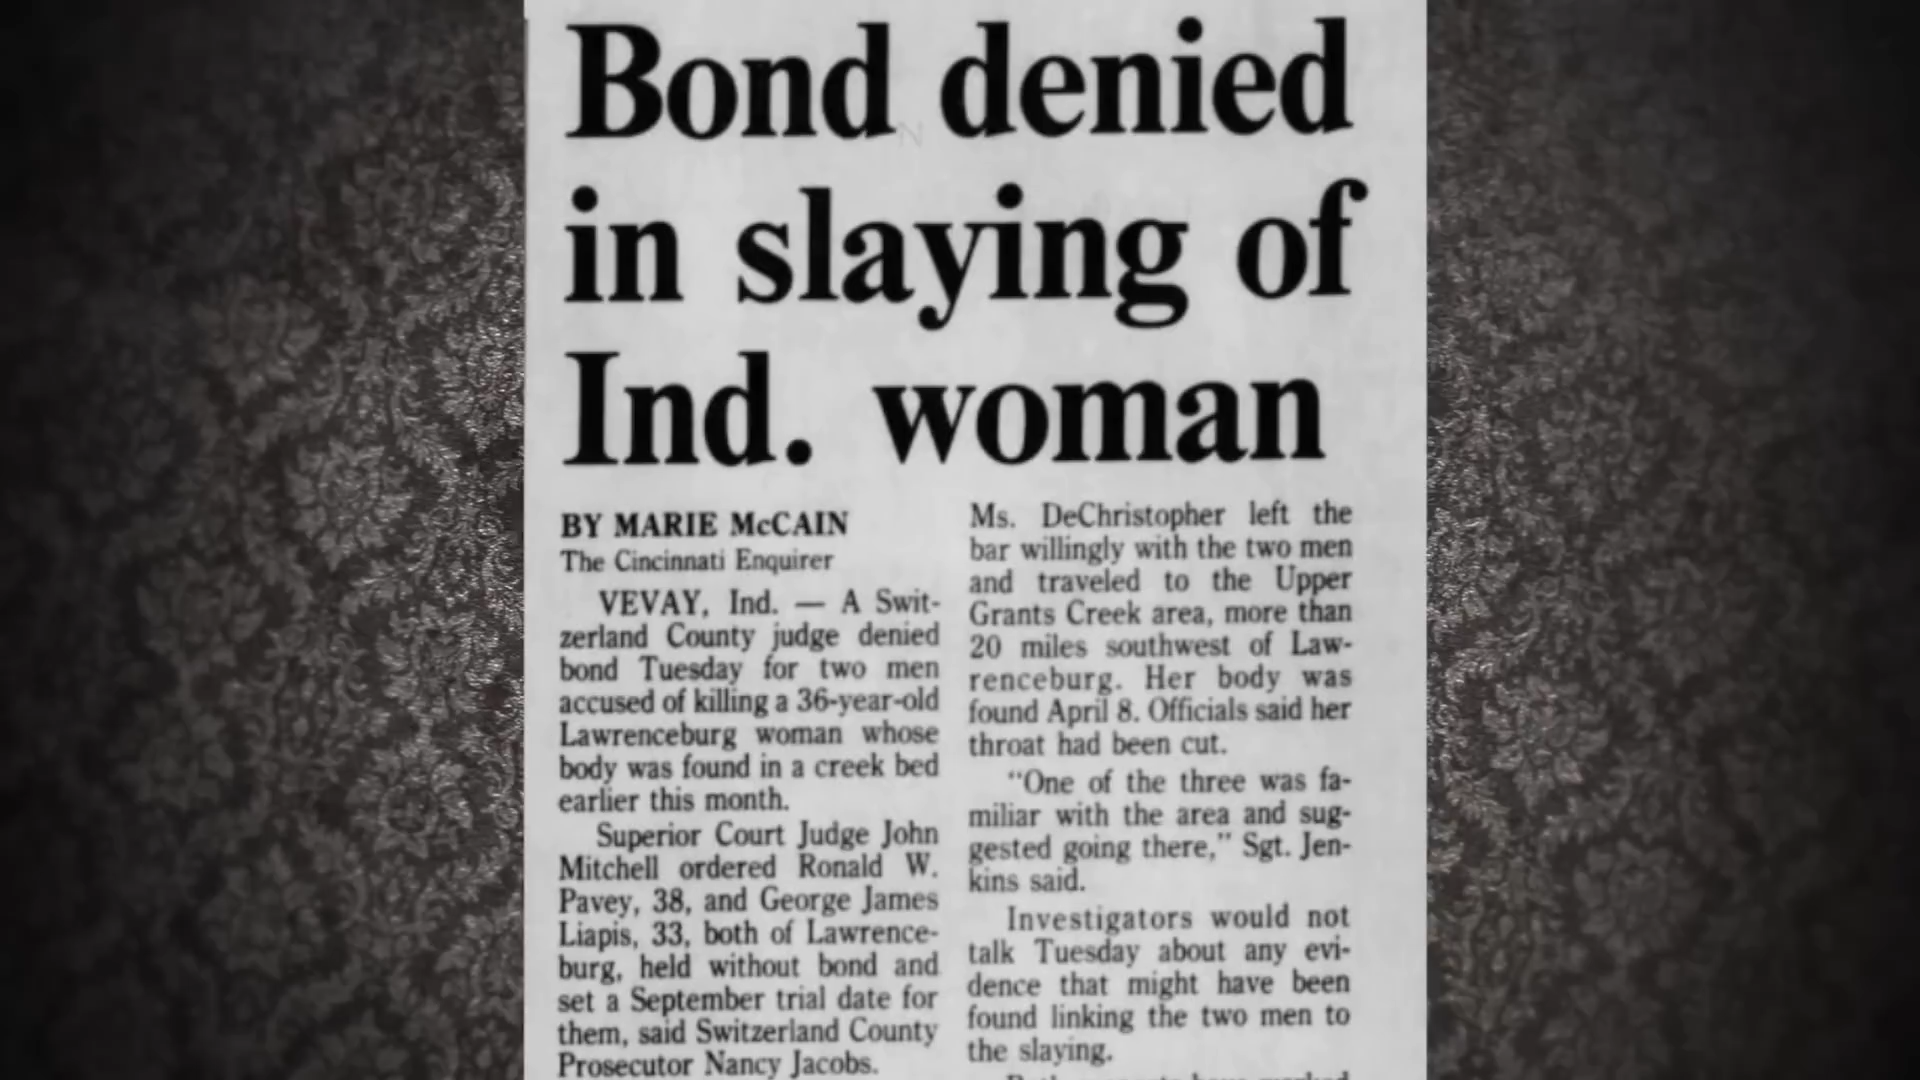 Bond denied
in slaying of
Ind. woman
BY MARIE McCAIN
The Cincinnati Enquirer
VEVAY, Ind. — A Swit-
zerland County judge denied
bond Tuesday for two men
accused of killing a 36-year-old
Lawrenceburg woman whose
body was found in a creek bed
earlier this month.
Superior Court Judge John
Mitchell ordered Ronald W.
Pavey, 38, and George James
Liapis, 33, both of Lawrence-
burg, held without bond and
set a September trial date for
them, said Switzerland County
Prosecutor Nancy Jacobs.
Ms. DeChristopher left the
bar willingly with the two men
and traveled to the Upper
Grants Creek area, more than
20 miles southwest of Law-
renceburg. Her body was
found April 8. Officials said her
throat had been cut.
"One of the three was fa-
miliar with the area and sug-
gested going there," Sgt. Jen-
kins said.
Investigators would not
talk Tuesday about any evi-
dence that might have been
found linking the two men to
the slaying.